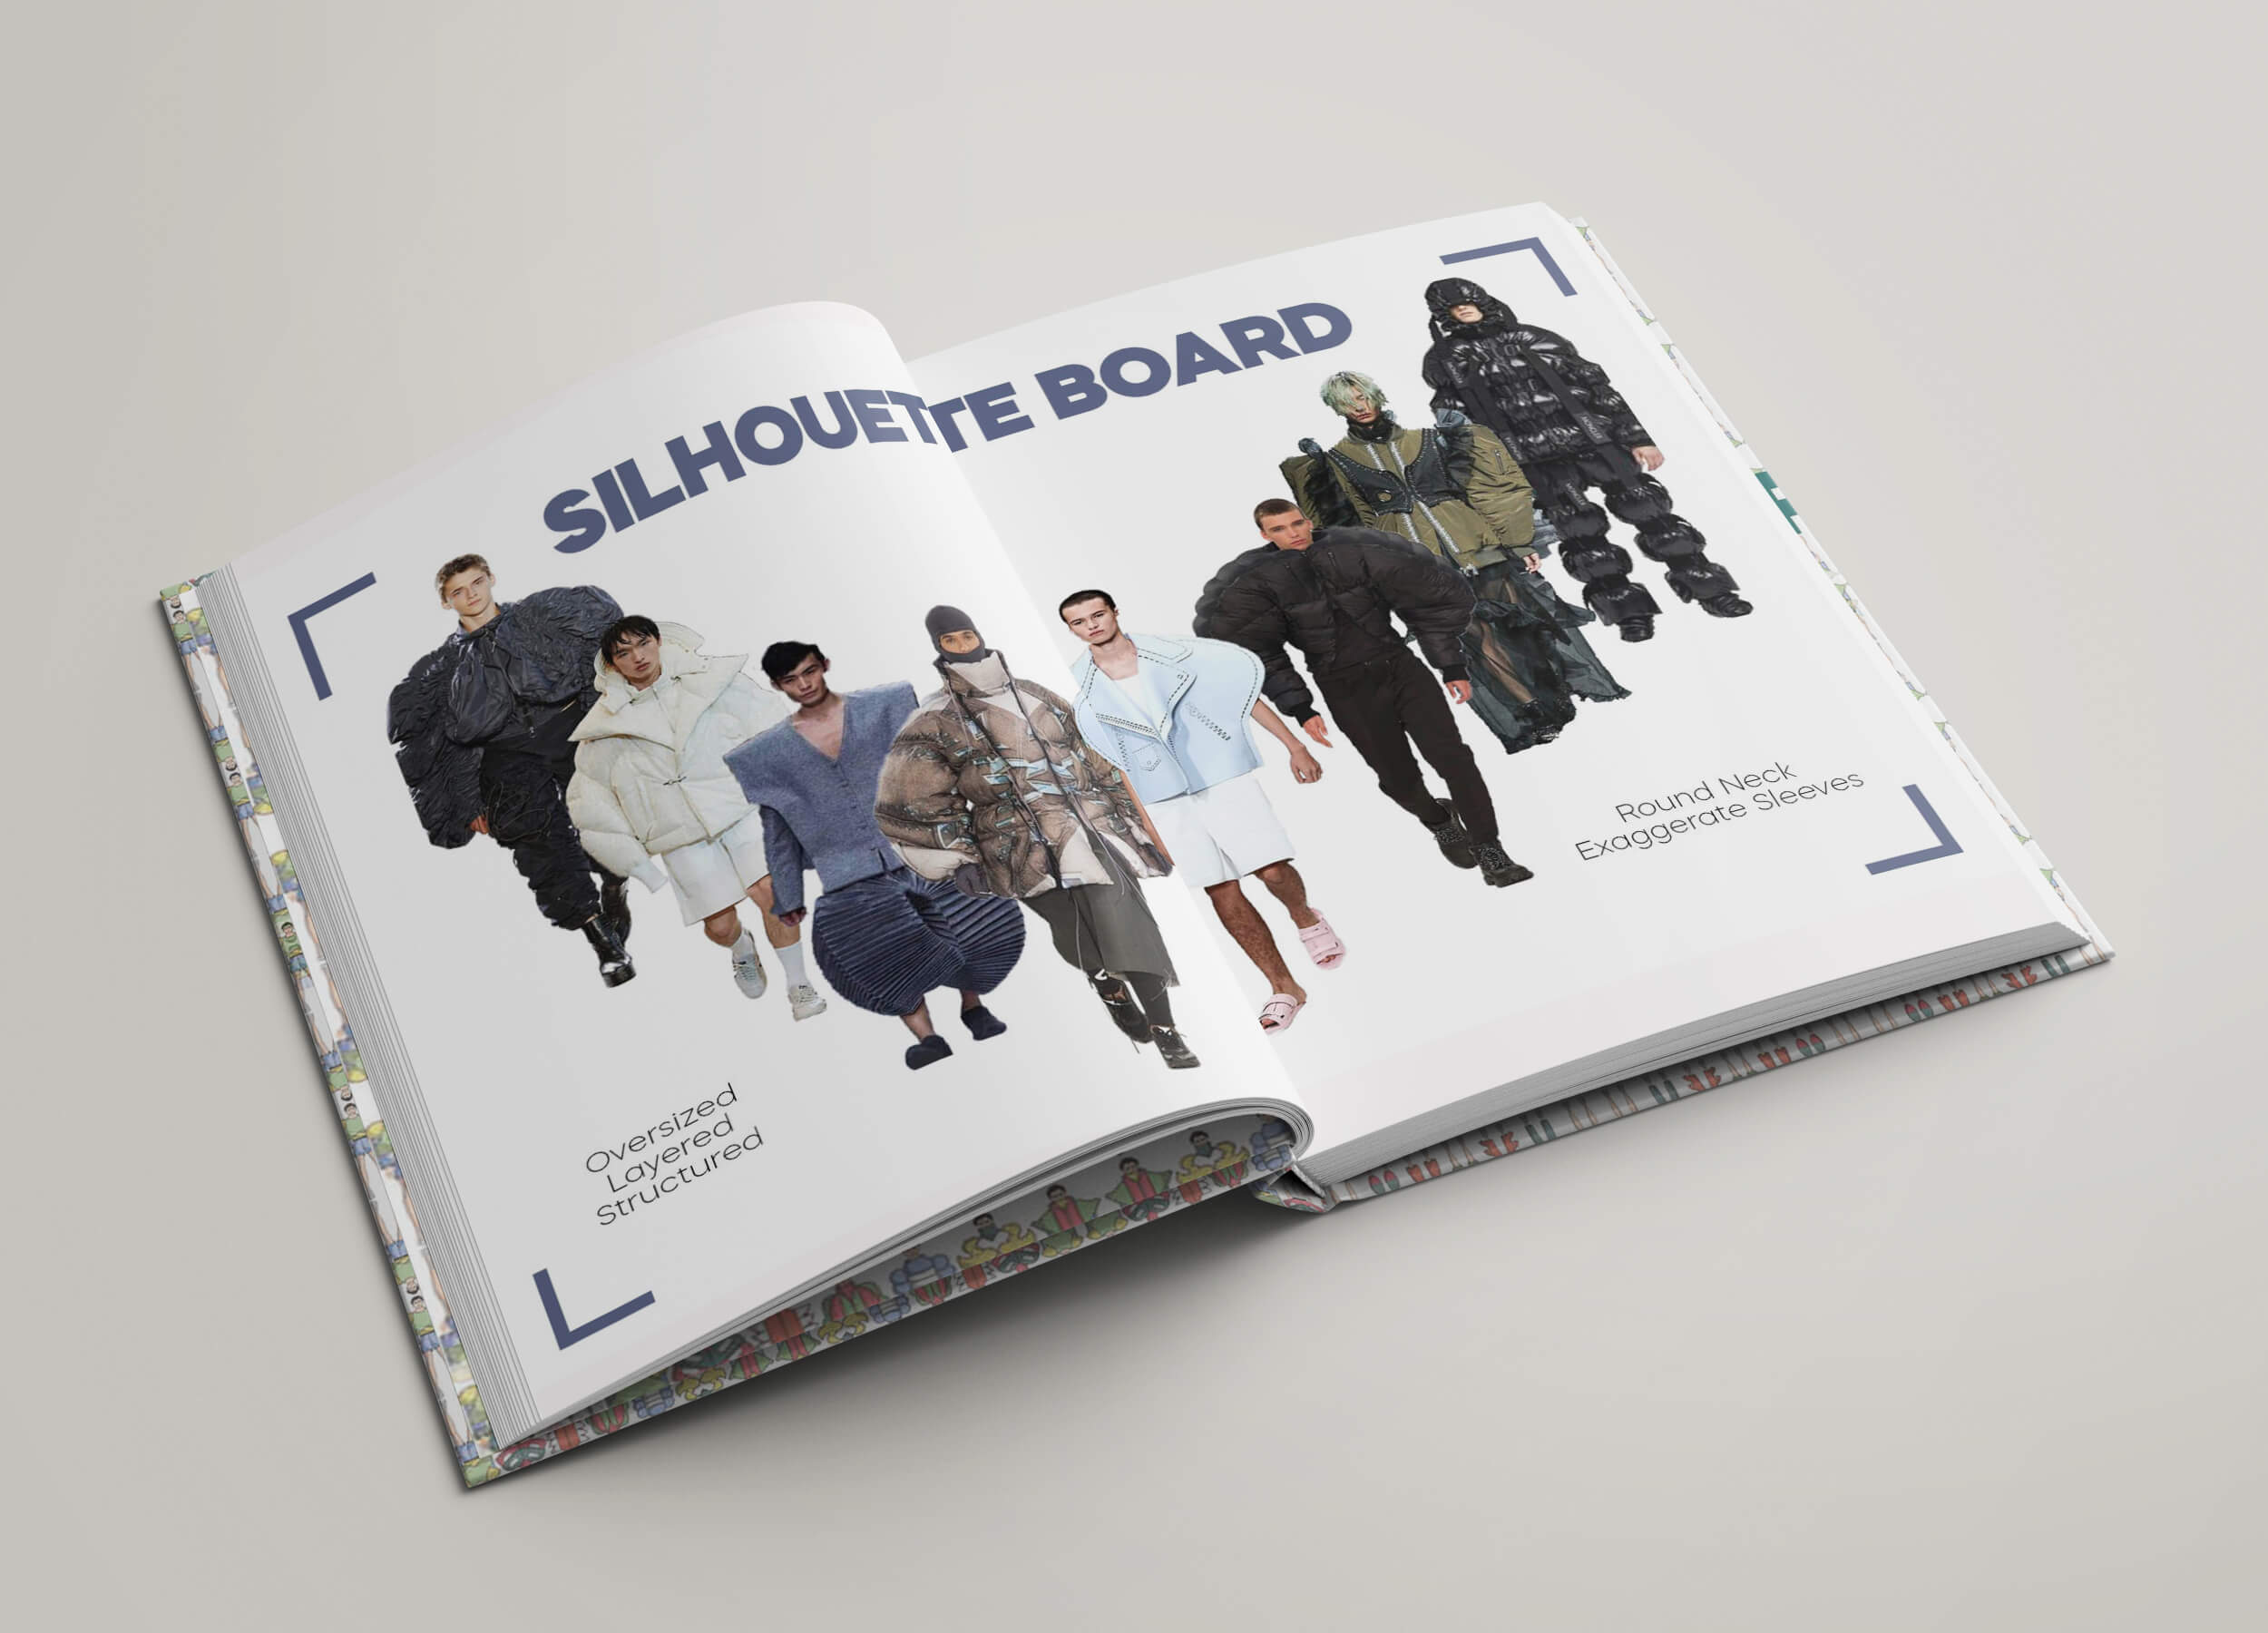 SILHOUETTE BOARD
Oversized
Layered
Structured
Round Neck
Exaggerate Sleeves